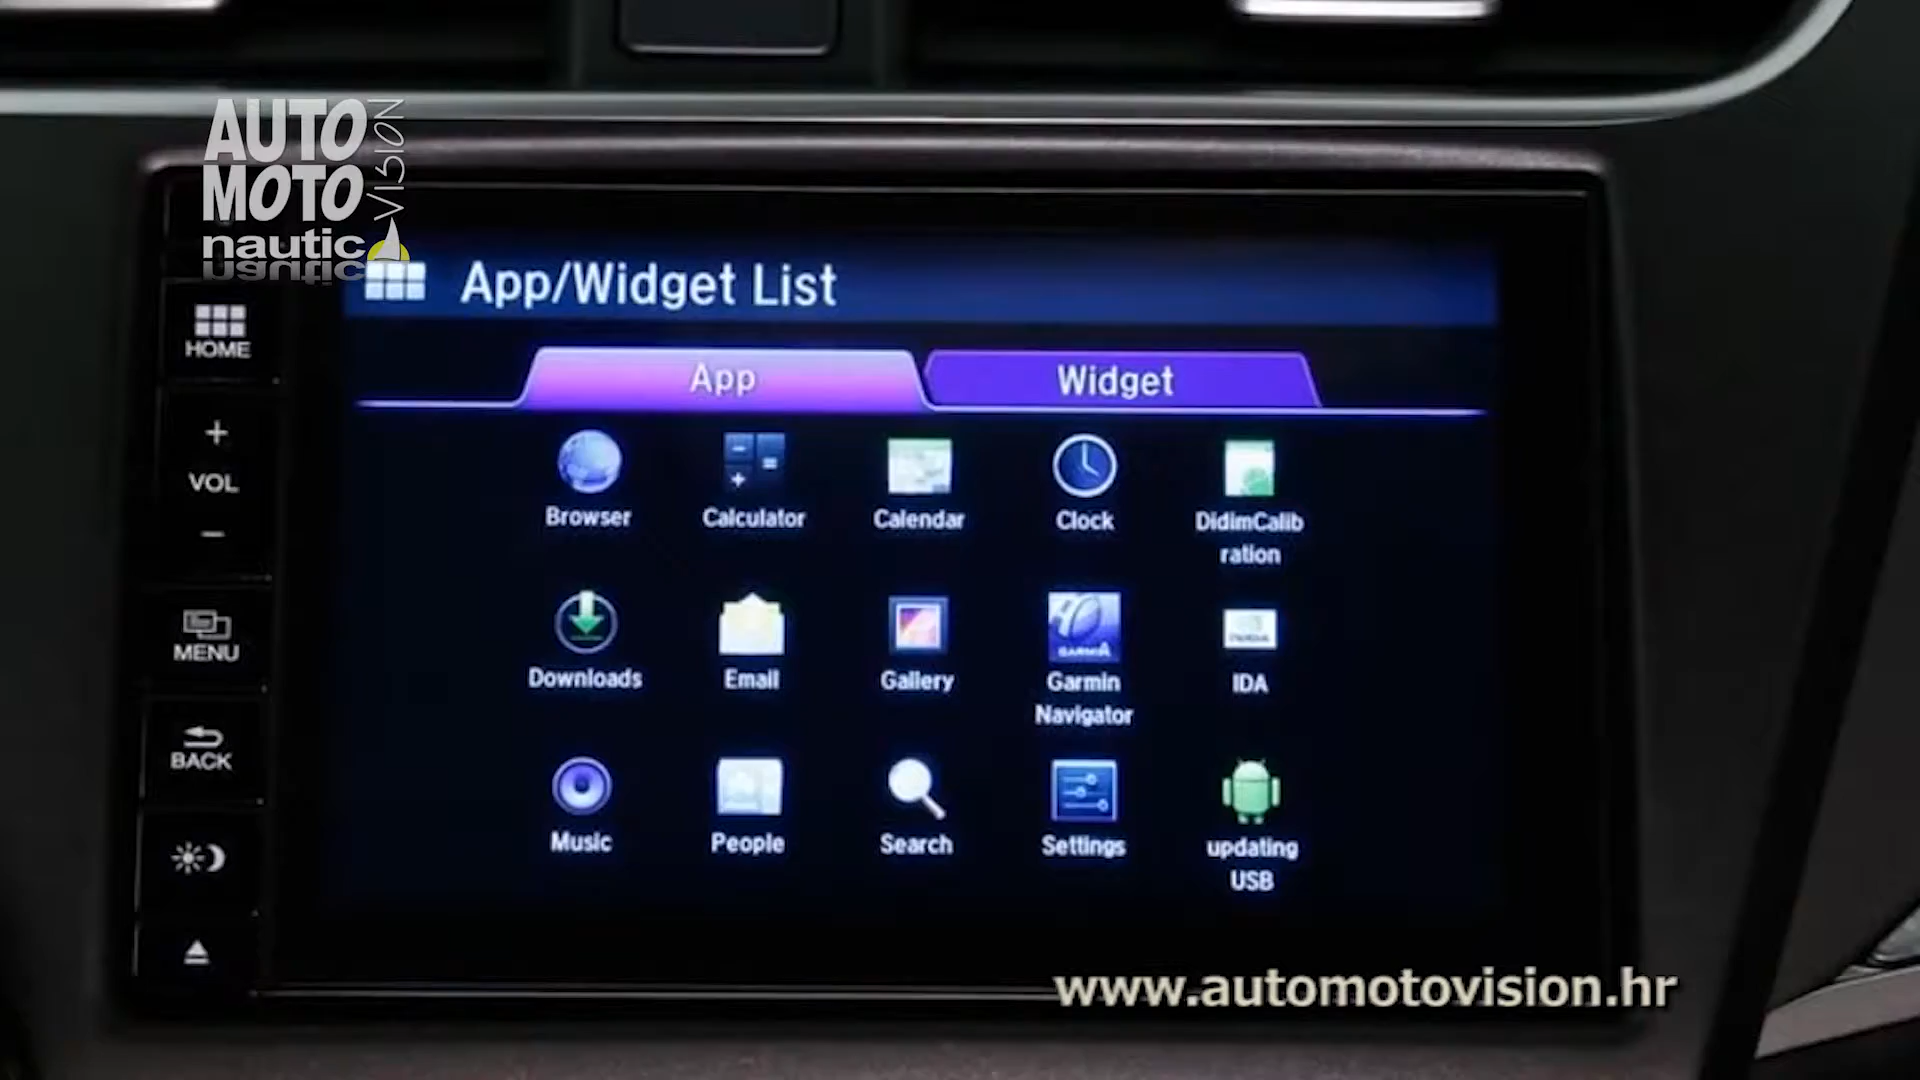 AUTO
MOTO
VISION
nautic
App/Widget List
HOME
App
Widget
VOL
Browser
Calculator
Calendar
Clock
DidimCalib
ration
MENU
Downloads
Email
Gallery
GARMIN
Garmin
Navigator
IDA
BACK
Music
People
Search
Settings
updating
USB
www.automotovision.hr